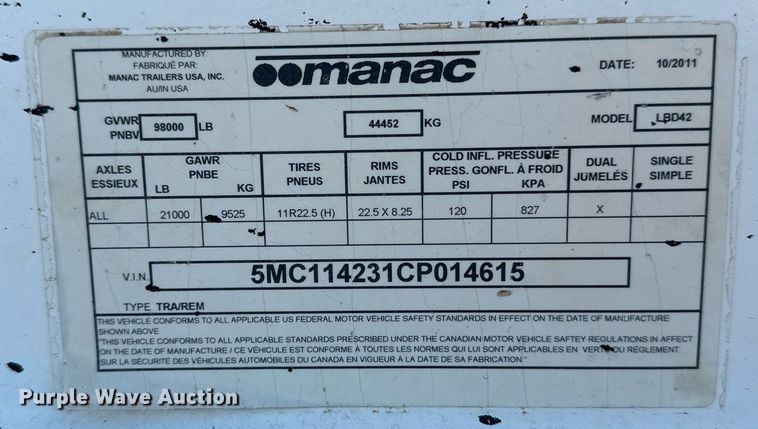 MANUFACTURED BY:
FABRIQUÉ PAR:
MANAC TRAILERS USA, INC.
AU/IN USA
manac
DATE: 10/2011
GVWR
PNBV
98000 LB
44452 KG
MODEL LBD42
AXLES
ESSIEUX
GAWR
PNBE
LB KG
TIRES
PNEUS
RIMS
JANTES
COLD INFL. PRESSURE
PRESS. GONFL. À FROID
PSI KPA
DUAL
JUMELÉS
SINGLE
SIMPLE
ALL 21000 9525 11R22.5 (H) 22.5 X 8.25 120 827 X
V.I.N. 5MC114231CP014615
TYPE TRA/REM
THIS VEHICLE CONFORMS TO ALL APPLICABLE US FEDERAL MOTOR VEHICLE SAFETY STANDARDS IN EFFECT ON THE DATE OF MANUFACTURE
SHOWN ABOVE
"THIS VEHICLE CONFORMS TO ALL APPLICABLE STANDARDS PRESCRIBED UNDER THE CANADIAN MOTOR VEHICLE SAFTEY REGULATIONS IN AFFECT
ON THE DATE OF MANUFACTURE / CE VÉHICULE EST CONFORME À TOUTES LES NORMES QUI LUI SONT APPLICABLES EN VERTU DU RÈGLEMENT
SUR LA SÉCURITÉ DES VÉHICULES AUTOMOBILES DU CANADA EN VIGUEUR À LA DATE DE SA FABRICATION".
Purple Wave Auction